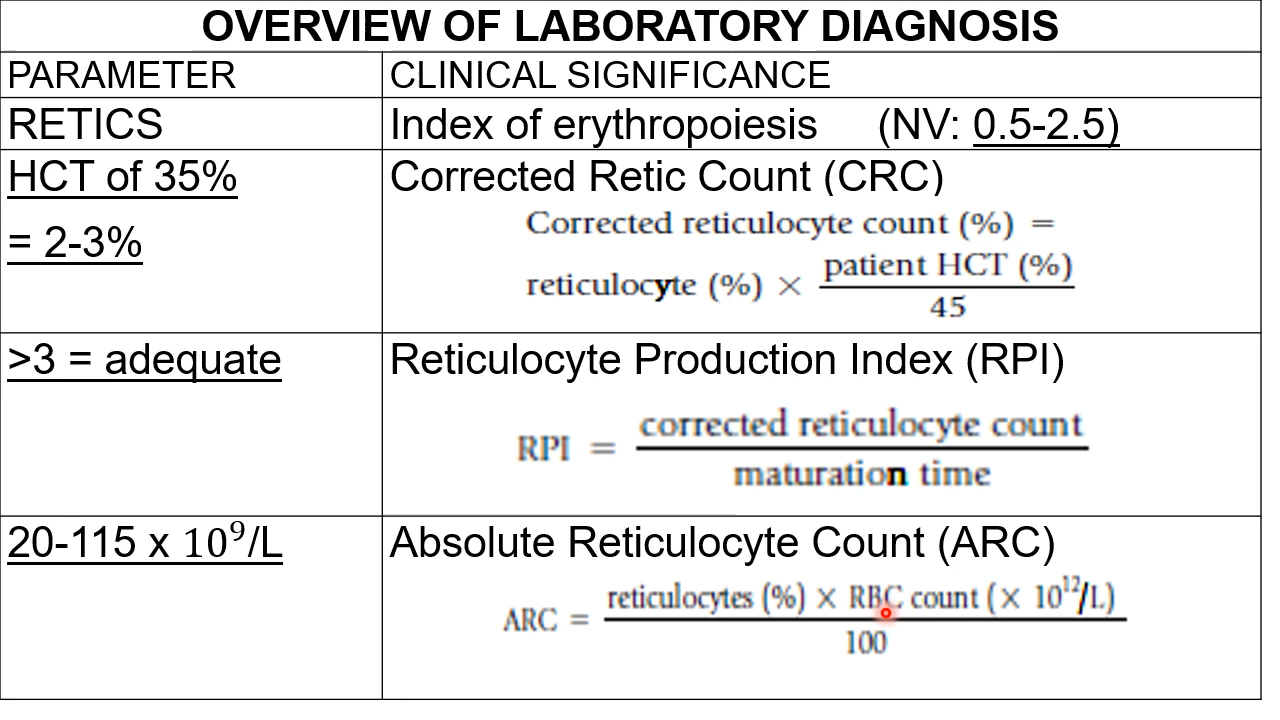 OVERVIEW OF LABORATORY DIAGNOSIS
PARAMETER
CLINICAL SIGNIFICANCE
RETICS
Index of erythropoiesis (NV: 0.5-2.5)
HCT of 35%
= 2-3%
Corrected Retic Count (CRC)
Corrected reticulocyte count (%) =
reticulocyte (%) × patient HCT (%)
45
>3 = adequate
Reticulocyte Production Index (RPI)
RPI = corrected reticulocyte count
maturation time
20-115 x 10⁹/L
Absolute Reticulocyte Count (ARC)
ARC = reticulocytes (%) × RBC count (× 10¹²/L)
100